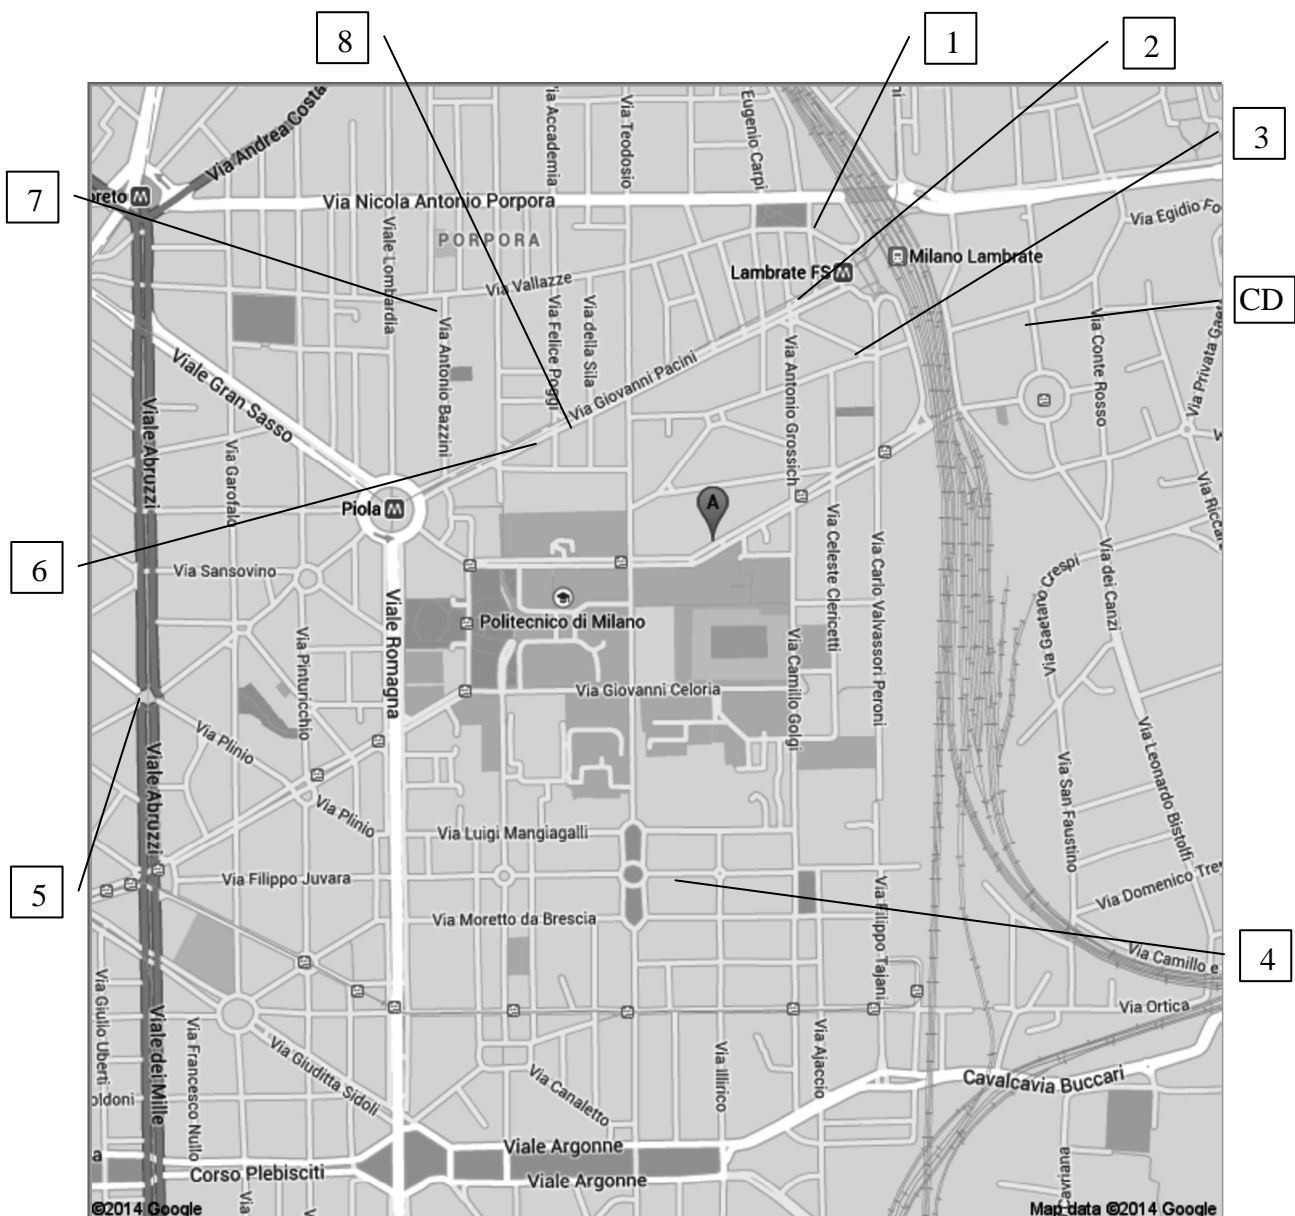 8
1
2
3
7
CD
6
5
4
Via Andrea Costa
reto
Via Nicola Antonio Porpora
PORPORA
Via Vallazze
Viale Lombardia
Via Accademia
Via Teodosio
Eugenio Carpi
Via Egidio Fo
Milano Lambrate
Lambrate FS
Via Felice Poggi
Via della Sila
Via Giovanni Pacini
Via Antonio Bazzini
Via Antonio Grossich
Via Conte Rosso
Via Privata Ga
Viale Gran Sasso
Viale Abruzzi
Via Garofalo
Piola
A
Via Riccar
Via Sansovino
Politecnico di Milano
Via Celeste Clericetti
Via Carlo Valvassori Peroni
Via Gaetano Crespi
Via dei Canzi
Viale Romagna
Via Pinturicchio
Via Giovanni Celoria
Via Camillo Golgi
Via Plinio
Viale Abruzzi
Via Plinio
Via Luigi Mangiagalli
Via San Faustino
Via Leonardo Bistolfi
Via Filippo Juvara
Via Domenico Tre
Via Moretto da Brescia
Via Filippo Tajani
Via Camillo e
Via Ortica
Via Giulio Uberti
Viale dei Mille
Via Francesco Nullo
Via Giuditta Sidoli
Via Canaletto
Via Illirico
Via Ajaccio
Cavalcavia Buccari
oldoni
Viale Argonne
Viale Argonne
Corso Plebisciti
a
Via
©2014 Google
Map data ©2014 Google